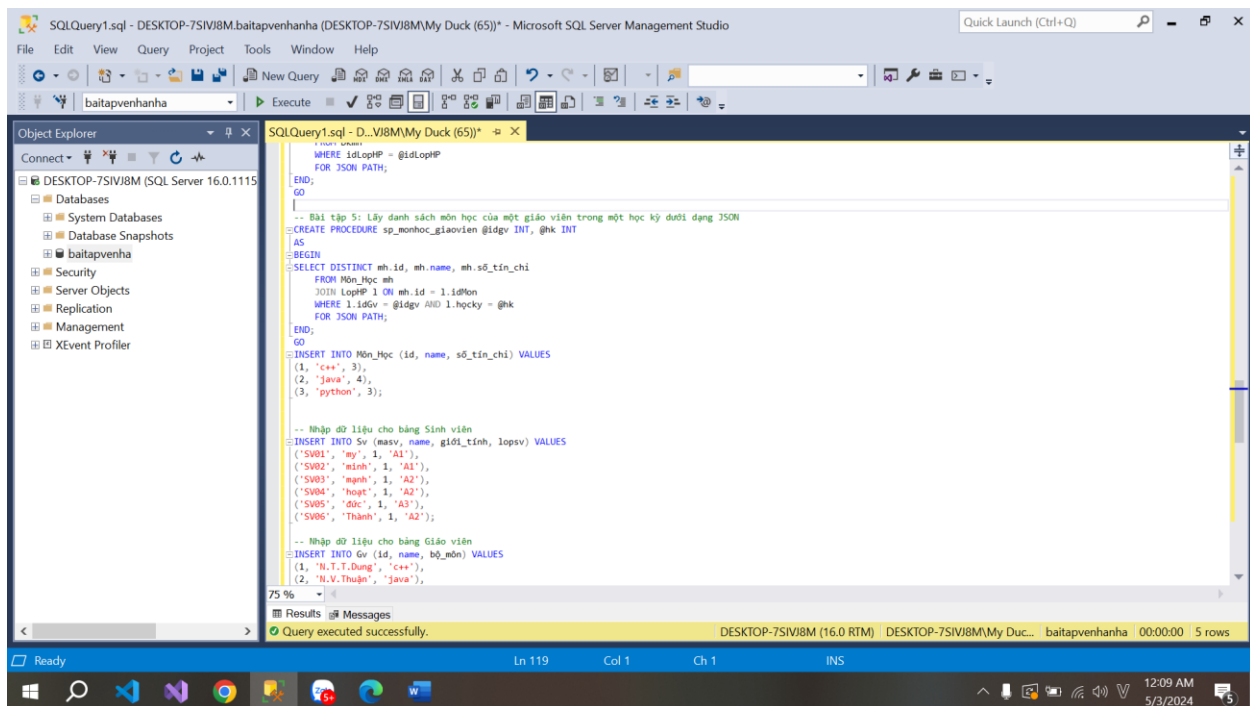 SQLQuery1.sql - DESKTOP-7SIVJ8M.baitapvenhanha (DESKTOP-7SIVJ8M\My Duck (65))* - Microsoft SQL Server Management Studio
Quick Launch (Ctrl+Q)
File Edit View Query Project Tools Window Help
New Query
baitapvenhanha
Execute
Object Explorer
SQLQuery1.sql - D...VJ8M\My Duck (65))*
Connect
DESKTOP-7SIVJ8M (SQL Server 16.0.1115
Databases
System Databases
Database Snapshots
baitapvenha
Security
Server Objects
Replication
Management
XEvent Profiler
FROM DKMH
WHERE idLopHP = @idLopHP
FOR JSON PATH;
END;
GO
-- Bài tập 5: Lấy danh sách môn học của một giáo viên trong một học kỳ dưới dạng JSON
CREATE PROCEDURE sp_monhoc_giaovien @idgv INT, @hk INT
AS
BEGIN
SELECT DISTINCT mh.id, mh.name, mh.số_tín_chỉ
FROM Môn_Học mh
JOIN LopHP l ON mh.id = l.idMon
WHERE l.idGv = @idgv AND l.họcky = @hk
FOR JSON PATH;
END;
GO
INSERT INTO Môn_Học (id, name, số_tín_chỉ) VALUES
(1, 'c++', 3),
(2, 'java', 4),
(3, 'python', 3);
-- Nhập dữ liệu cho bảng Sinh viên
INSERT INTO Sv (masv, name, giới_tính, lopsv) VALUES
('SV01', 'my', 1, 'A1'),
('SV02', 'minh', 1, 'A1'),
('SV03', 'mạnh', 1, 'A2'),
('SV04', 'hoạt', 1, 'A2'),
('SV05', 'đức', 1, 'A3'),
('SV06', 'Thành', 1, 'A2');
-- Nhập dữ liệu cho bảng Giáo viên
INSERT INTO Gv (id, name, bộ_môn) VALUES
(1, 'N.T.T.Dung', 'c++'),
(2, 'N.V.Thuận', 'java'),
75 %
Results Messages
Query executed successfully.
DESKTOP-7SIVJ8M (16.0 RTM) DESKTOP-7SIVJ8M\My Duc... baitapvenhanha 00:00:00 5 rows
Ready Ln 119 Col 1 Ch 1 INS
12:09 AM
5/3/2024